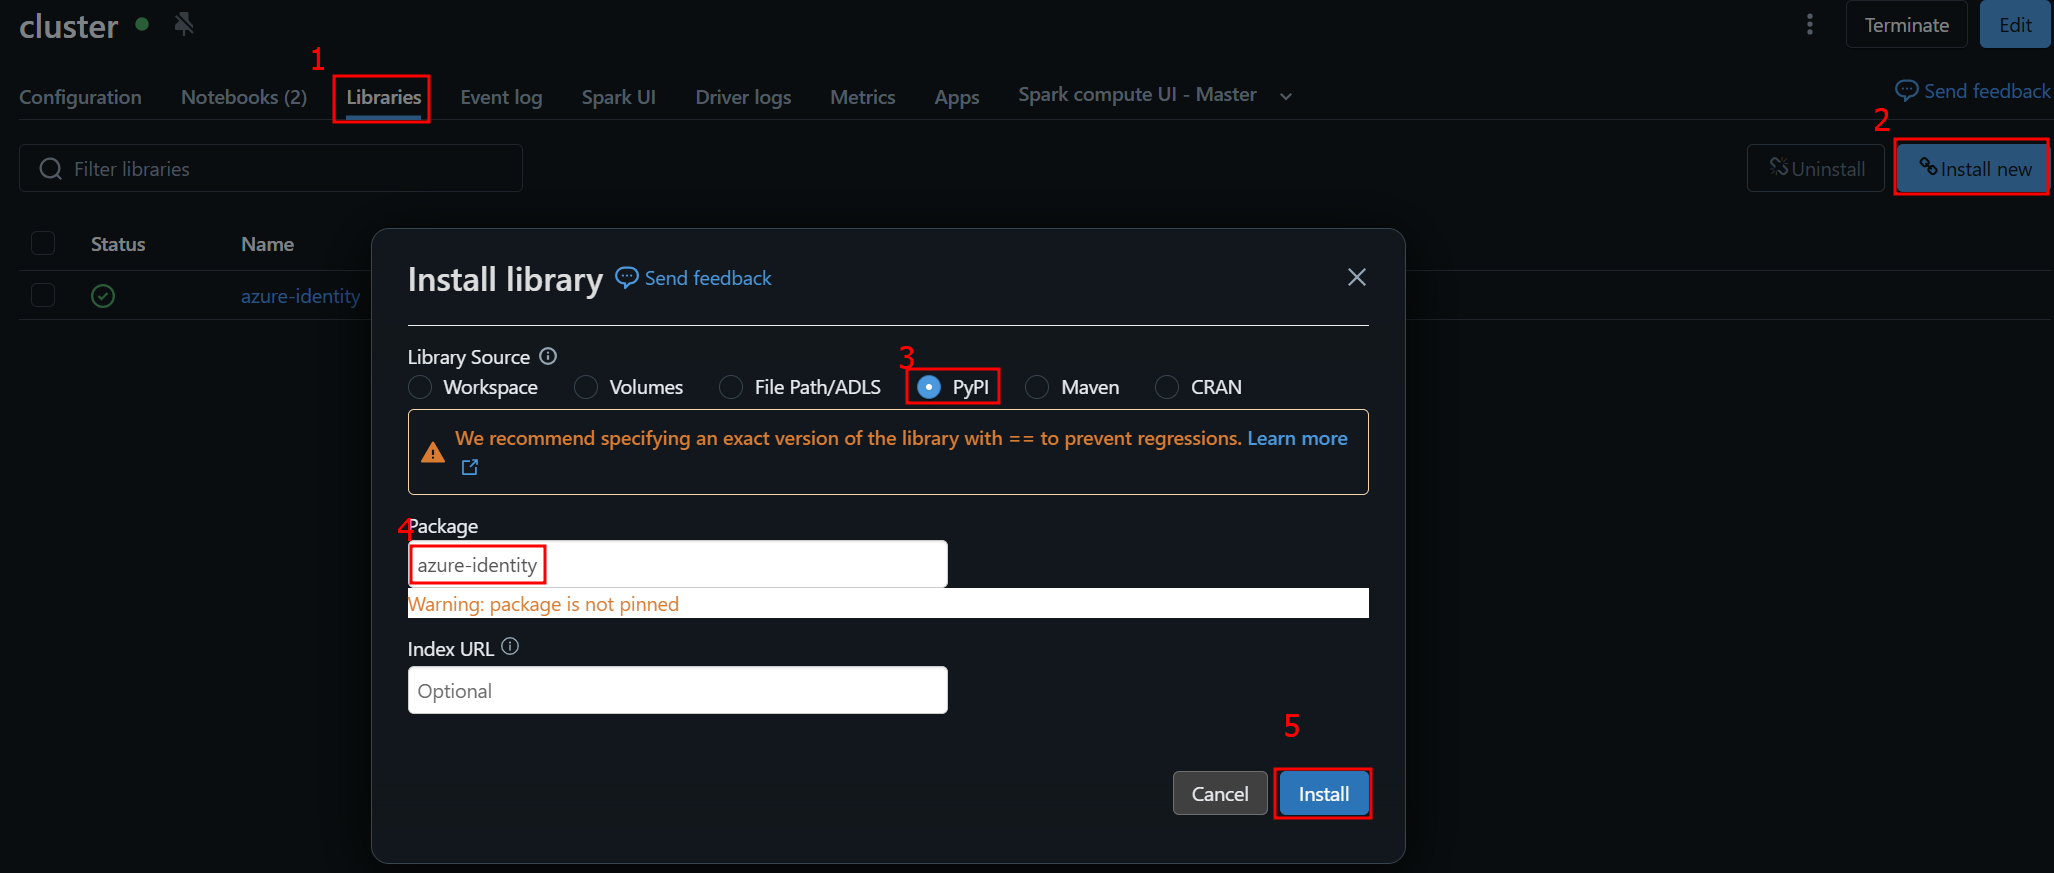 cluster
Terminate
Edit
1
Configuration Notebooks (2) Libraries Event log Spark UI Driver logs Metrics Apps Spark compute UI - Master
Send feedback
2
Filter libraries
Uninstall
Install new
Status Name
azure-identity
Install library Send feedback
Library Source
3
Workspace Volumes File Path/ADLS PyPI Maven CRAN
We recommend specifying an exact version of the library with == to prevent regressions. Learn more
4
Package
azure-identity
Warning: package is not pinned
Index URL
Optional
5
Cancel Install